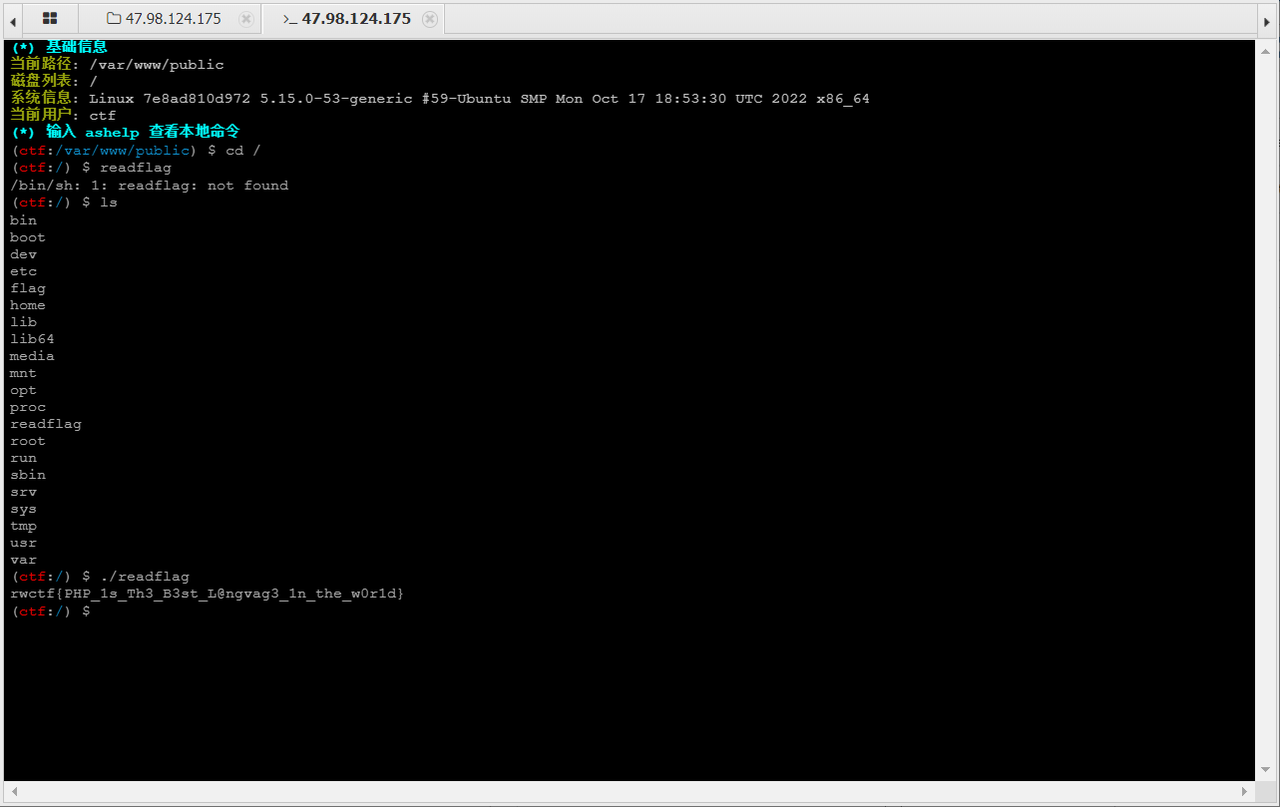 47.98.124.175 >_ 47.98.124.175
(*) 基础信息
当前路径: /var/www/public
磁盘列表: /
系统信息: Linux 7e8ad810d972 5.15.0-53-generic #59-Ubuntu SMP Mon Oct 17 18:53:30 UTC 2022 x86_64
当前用户: ctf
(*) 输入 ashelp 查看本地命令
(ctf:/var/www/public) $ cd /
(ctf:/) $ readflag
/bin/sh: 1: readflag: not found
(ctf:/) $ ls
bin
boot
dev
etc
flag
home
lib
lib64
media
mnt
opt
proc
readflag
root
run
sbin
srv
sys
tmp
usr
var
(ctf:/) $ ./readflag
rwctf{PHP_1s_Th3_B3st_L@ngvag3_1n_the_w0r1d}
(ctf:/) $